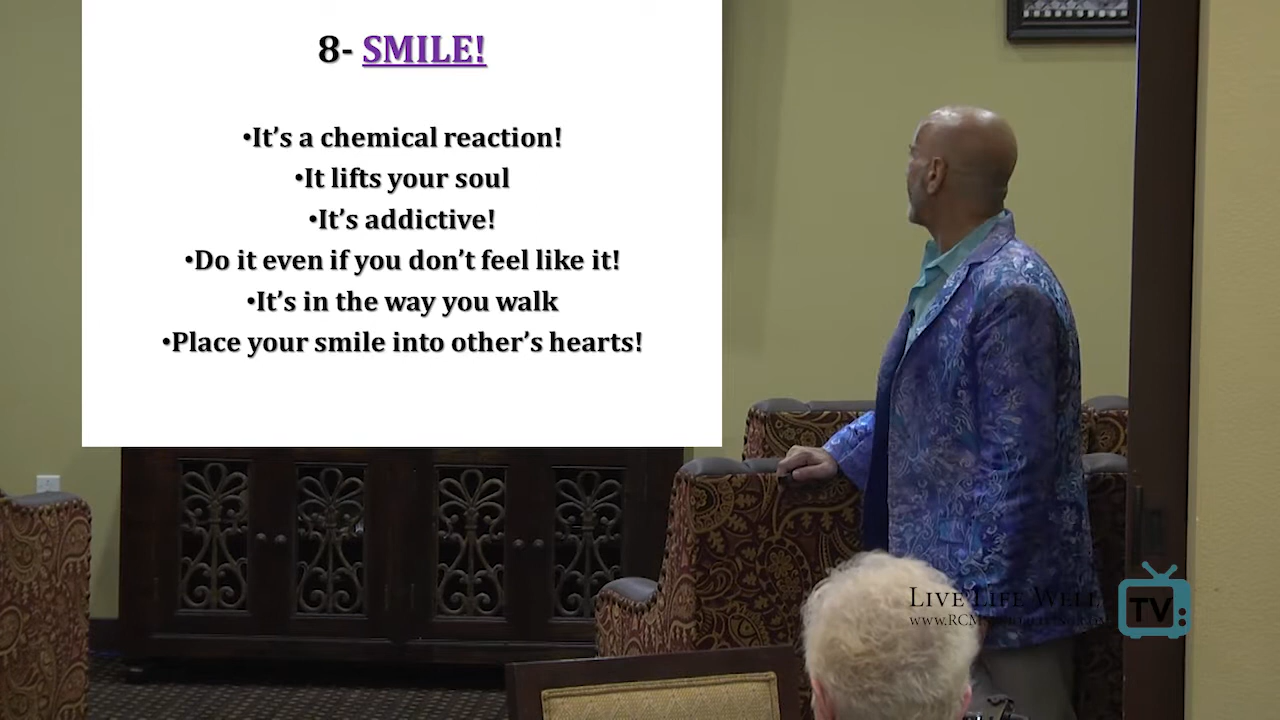 8- SMILE!
•It's a chemical reaction!
•It lifts your soul
•It's addictive!
•Do it even if you don't feel like it!
•It's in the way you walk
•Place your smile into other's hearts!
LIVE LIFE WELL
TV